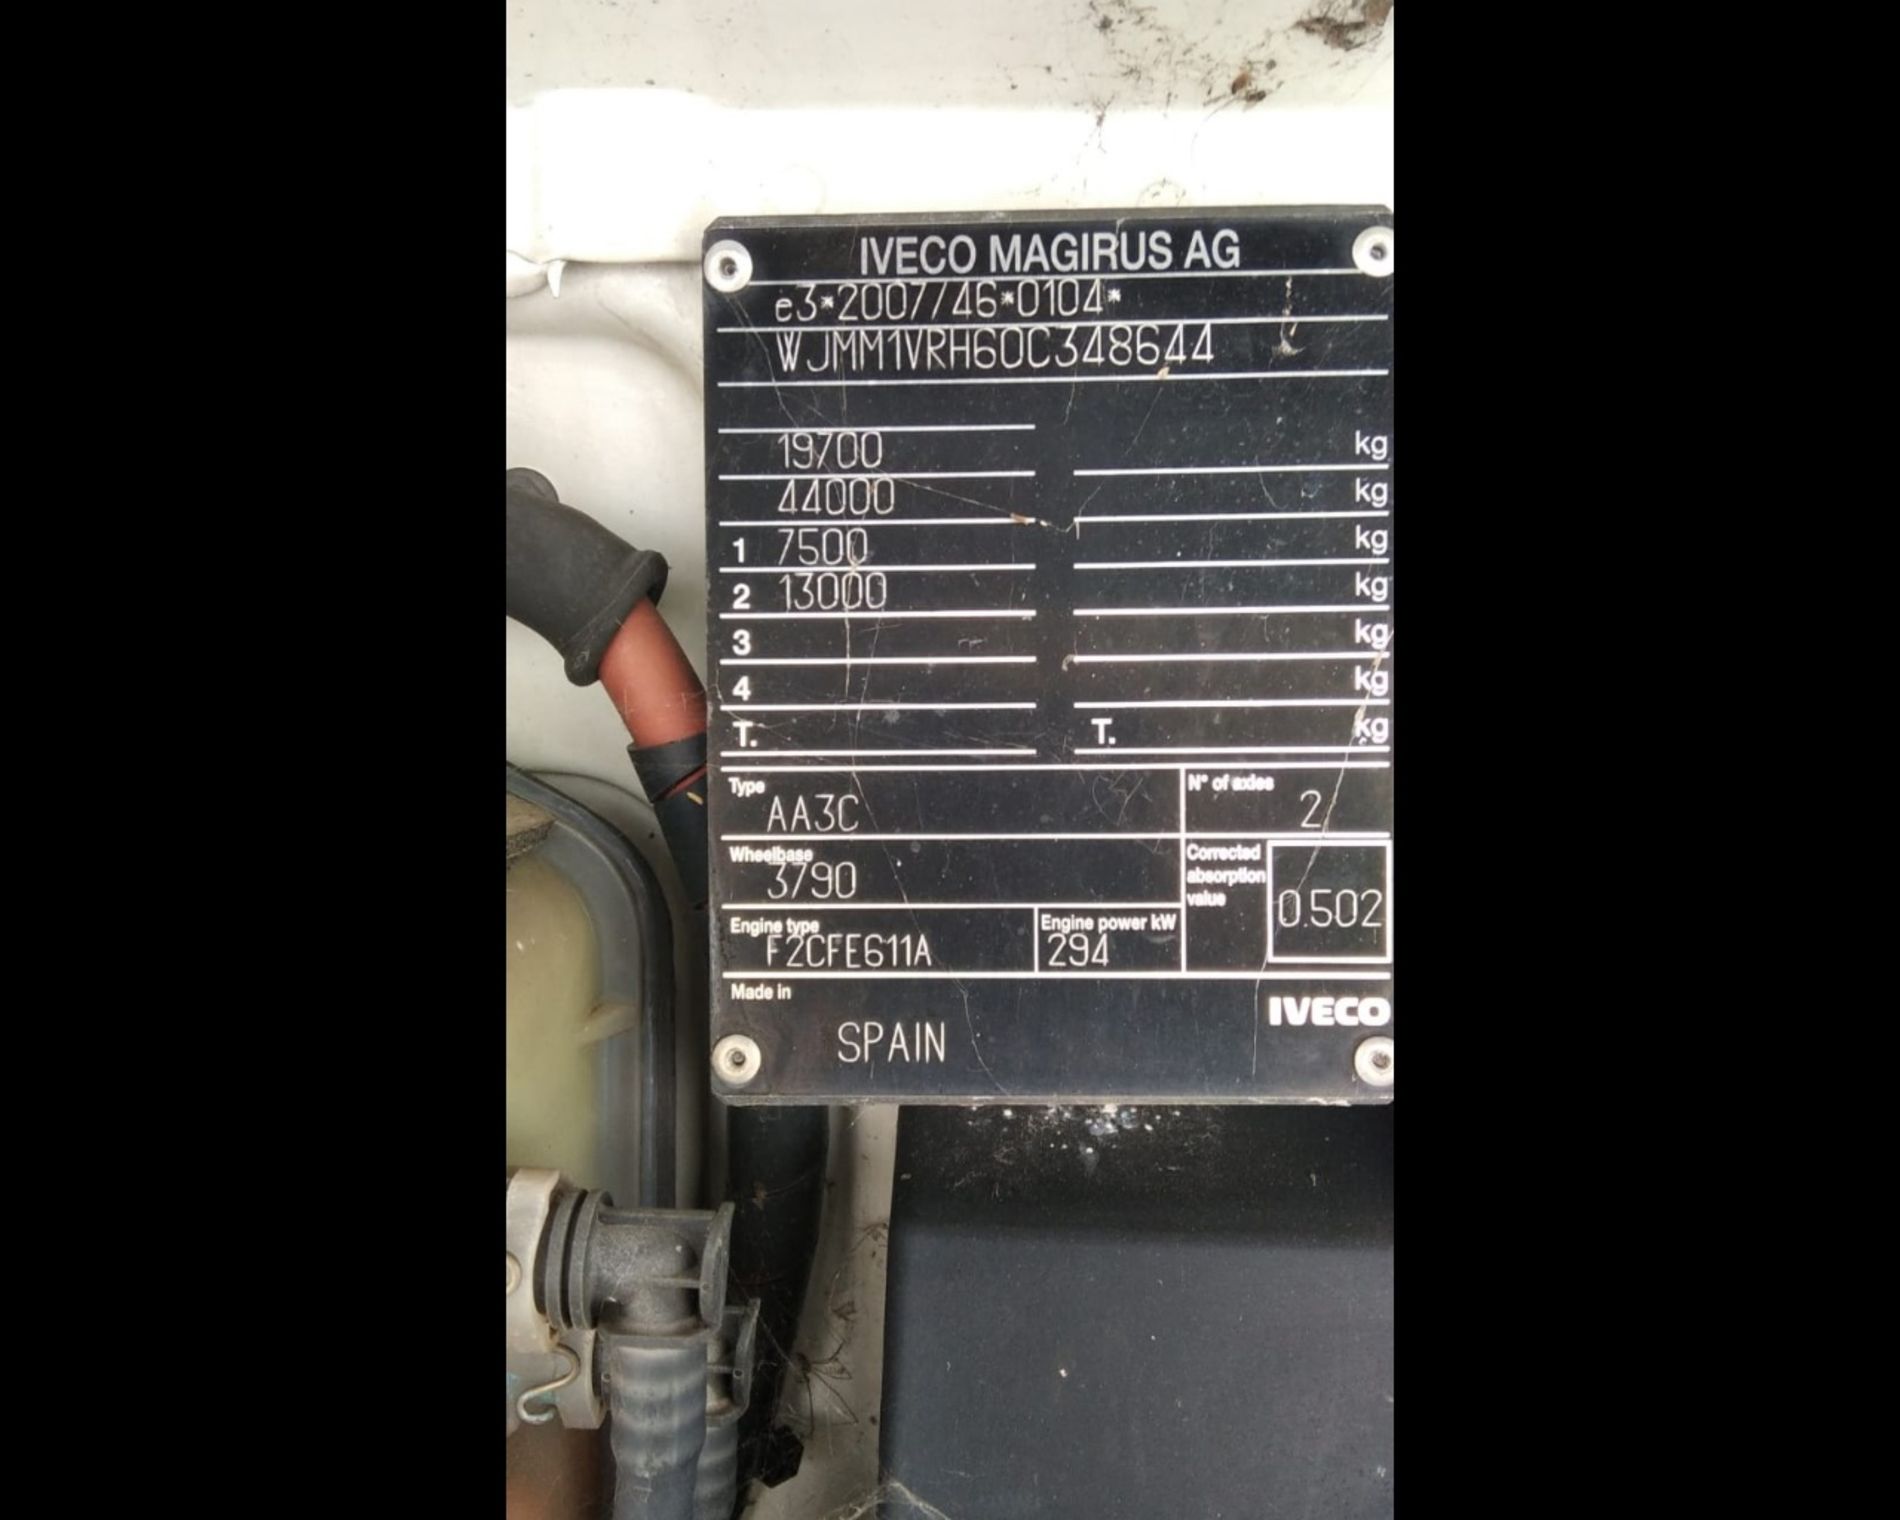 IVECO MAGIRUS AG
e3*2007/46*0104*
WJMM1VRH60C348644
19700 kg
44000 kg
1 7500 kg
2 13000 kg
3 kg
4 kg
T. T. kg
Type N° of axles
AA3C 2
Wheelbase Corrected absorption value
3790 0.502
Engine type Engine power kW
F2CFE611A 294
Made in IVECO
SPAIN